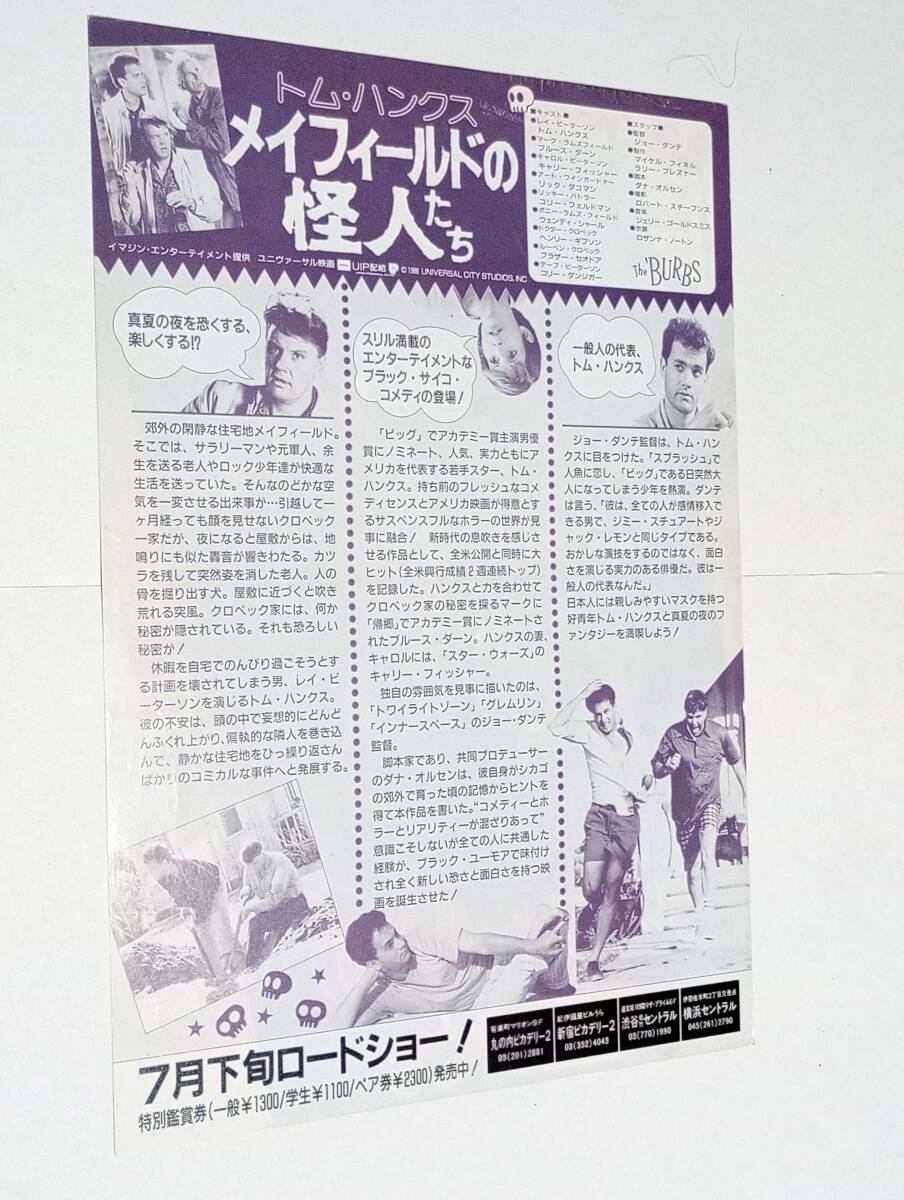 トム・ハンクス
メイフィールドの
怪人たち
イマジン・エンターテイメント提供 ユニヴァーサル映画 UIP配給 ©1988 UNIVERSAL CITY STUDIOS, INC
■キャスト■
●レイ・ピーターソン
トム・ハンクス
●マーク・ラムズフィールド
ブルース・ダーン
●キャロル・ピーターソン
キャリー・フィッシャー
●アート・ウィンガードナー
リック・ダコマン
●リッキー・バトラー
コリー・フェルドマン
●ボニー・ラムズ・フィールド
ウェンディ・シャール
●ドクター・クロペック
ヘンリー・ギブソン
●ルーベン・クロペック
ブラザー・セオドア
●デーブ・ピーターソン
コリー・ダンジガー
■スタッフ■
●監督
ジョー・ダンテ
●製作
マイケル・フィネル
ラリー・ブレズナー
●脚本
ダナ・オルセン
●撮影
ロバート・スチーブンス
●音楽
ジェリー・ゴールドスミス
●衣裳
ロザンナ・ノートン
The 'BURBS
真夏の夜を恐くする、
楽しくする!?
郊外の閑静な住宅地メイフィールド。
そこでは、サラリーマンや元軍人、余
生を送る老人やロック少年達が快適な
生活を送っていた。そんなのどかな空
気を一変させる出来事が…引越して一
ヶ月経っても顔を見せないクロペック
一家だが、夜になると屋敷からは、地
鳴りにも似た轟音が響きわたる。カツ
ラを残して突然姿を消した老人。人の
骨を掘り出す犬。屋敷に近づくと吹き
荒れる突風。クロペック家には、何か
秘密が隠されている。それも恐ろしい
秘密が!
休暇を自宅でのんびり過ごそうとす
る計画を壊されてしまう男、レイ・ピ
ーターソンを演じるトム・ハンクス。
彼の不安は、頭の中で妄想的にどんど
んふくれ上がり、偏執的な隣人を巻き込
んで、静かな住宅地をひっ繰り返さん
ばかりのコミカルな事件へと発展する。
スリル満載の
エンターテイメントな
ブラック・サイコ・
コメディの登場!
「ビッグ」でアカデミー賞主演男優
賞にノミネート、人気、実力ともにア
メリカを代表する若手スター、トム・
ハンクス。持ち前のフレッシュなコメ
ディセンスとアメリカ映画が得意とす
るサスペンスフルなホラーの世界が見
事に融合! 新時代の息吹きを感じさ
せる作品として、全米公開と同時に大
ヒット(全米興行成績2週連続トップ)
を記録した。ハンクスと力を合わせて
クロペック家の秘密を探るマークに
「帰郷」でアカデミー賞にノミネートさ
れたブルース・ダーン。ハンクスの妻、
キャロルには、「スター・ウォーズ」の
キャリー・フィッシャー。
独自の雰囲気を見事に描いたのは、
「トワイライトゾーン」「グレムリン」
「インナースペース」のジョー・ダンテ
監督。
脚本家であり、共同プロデューサー
のダナ・オルセンは、彼自身がシカゴ
の郊外で育った頃の記憶からヒントを
得て本作品を書いた。“コメディーとホ
ラーとリアリティーが混ざりあって”
意識こそしないが全ての人に共通した
経験が、ブラック・ユーモアで味付け
され全く新しい恐さと面白さを持つ映
画を誕生させた!
一般人の代表、
トム・ハンクス
ジョー・ダンテ監督は、トム・ハン
クスに目をつけた。「スプラッシュ」で
人魚に恋し、「ビッグ」である日突然大
人になってしまう少年を熱演。ダンテ
は言う、「彼は、全ての人が感情移入で
きる男で、ジミー・スチュアートやジ
ャック・レモンと同じタイプである。
おかしな演技をするのではなく、面白
さを演じる実力のある俳優だ。彼は一
般人の代表なんだ。」
日本人には親しみやすいマスクを持つ
好青年トム・ハンクスと真夏の夜のフ
ァンタジーを満喫しよう!
7月下旬ロードショー!
特別鑑賞券(一般¥1300/学生¥1100/ペア券¥2300)発売中!
有楽町マリオン9F
丸の内ピカデリー2
03(201)2881
紀伊國屋ビルうら
新宿ピカデリー2
03(352)4043
渋谷セントラル
03(770)1990
伊勢佐木町2丁目交差点
横浜セントラル
045(261)2790